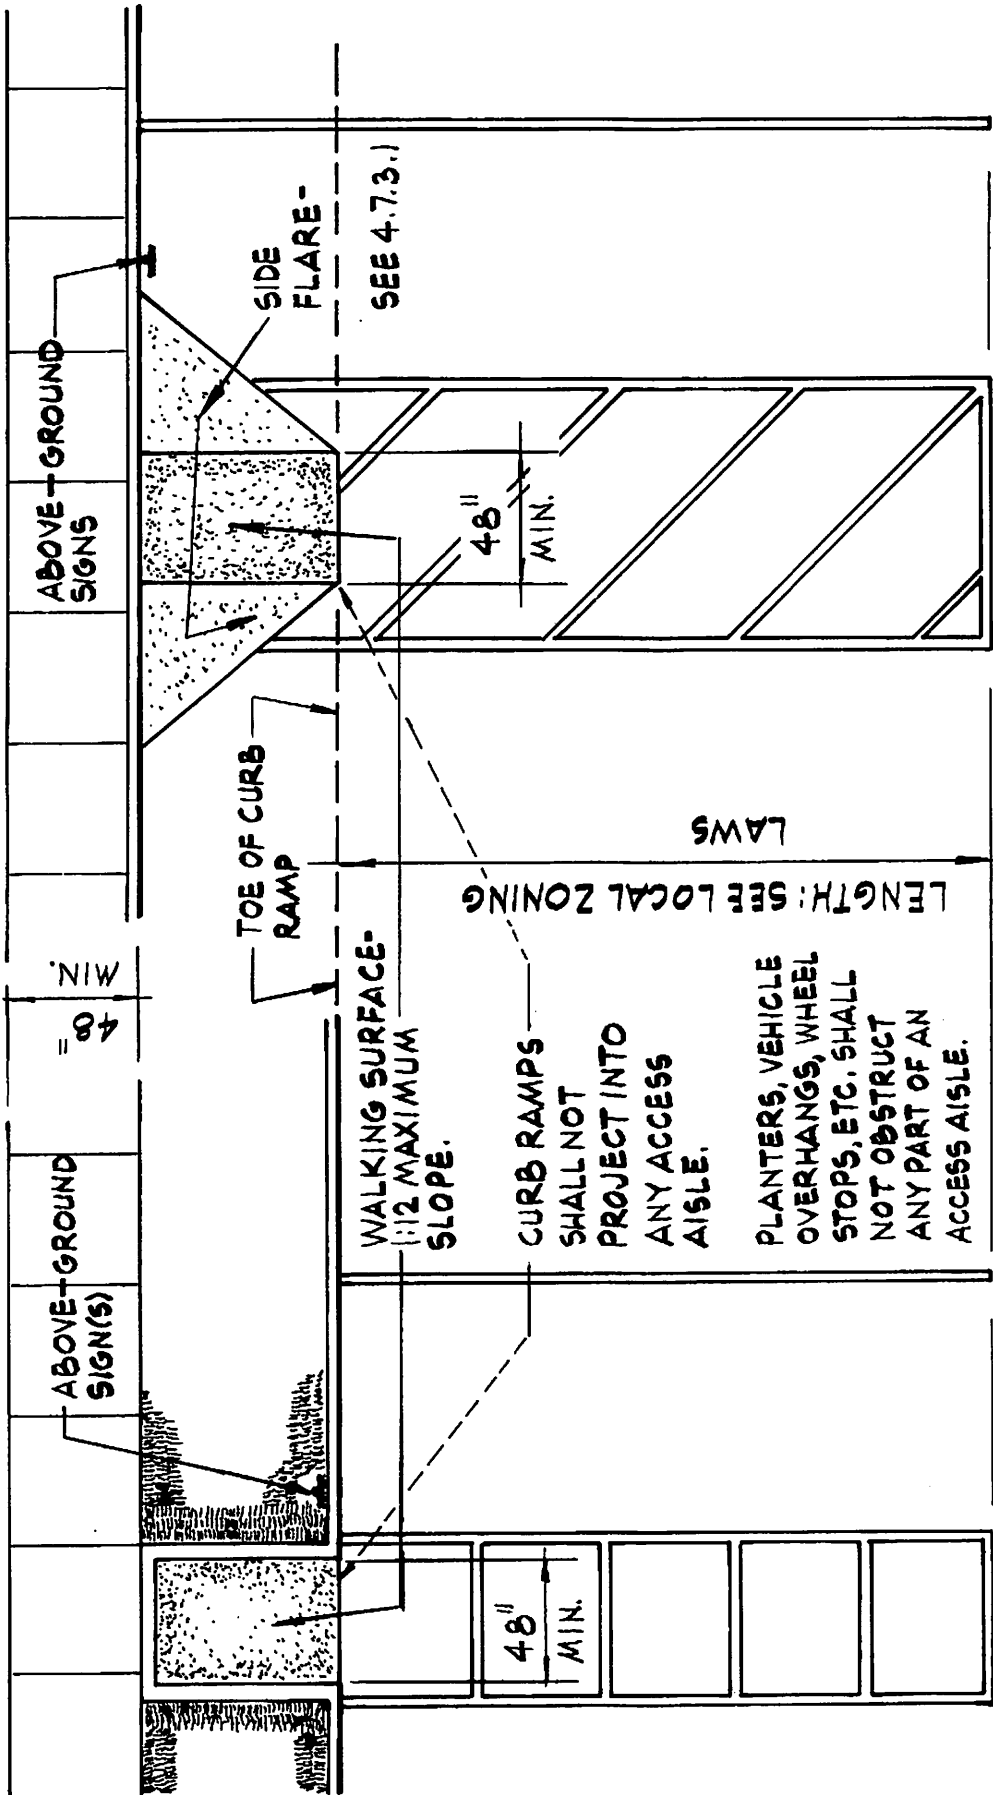 ABOVE-GROUND
SIGN(S)
48"
MIN.
ABOVE-GROUND
SIGNS
TOE OF CURB
RAMP
SIDE
FLARE-
SEE 4.7.3.1
WALKING SURFACE-
1:12 MAXIMUM
SLOPE.
48"
MIN.
48"
MIN.
CURB RAMPS
SHALL NOT
PROJECT INTO
ANY ACCESS
AISLE.
LENGTH: SEE LOCAL ZONING
LAWS
PLANTERS, VEHICLE
OVERHANGS, WHEEL
STOPS, ETC. SHALL
NOT OBSTRUCT
ANY PART OF AN
ACCESS AISLE.